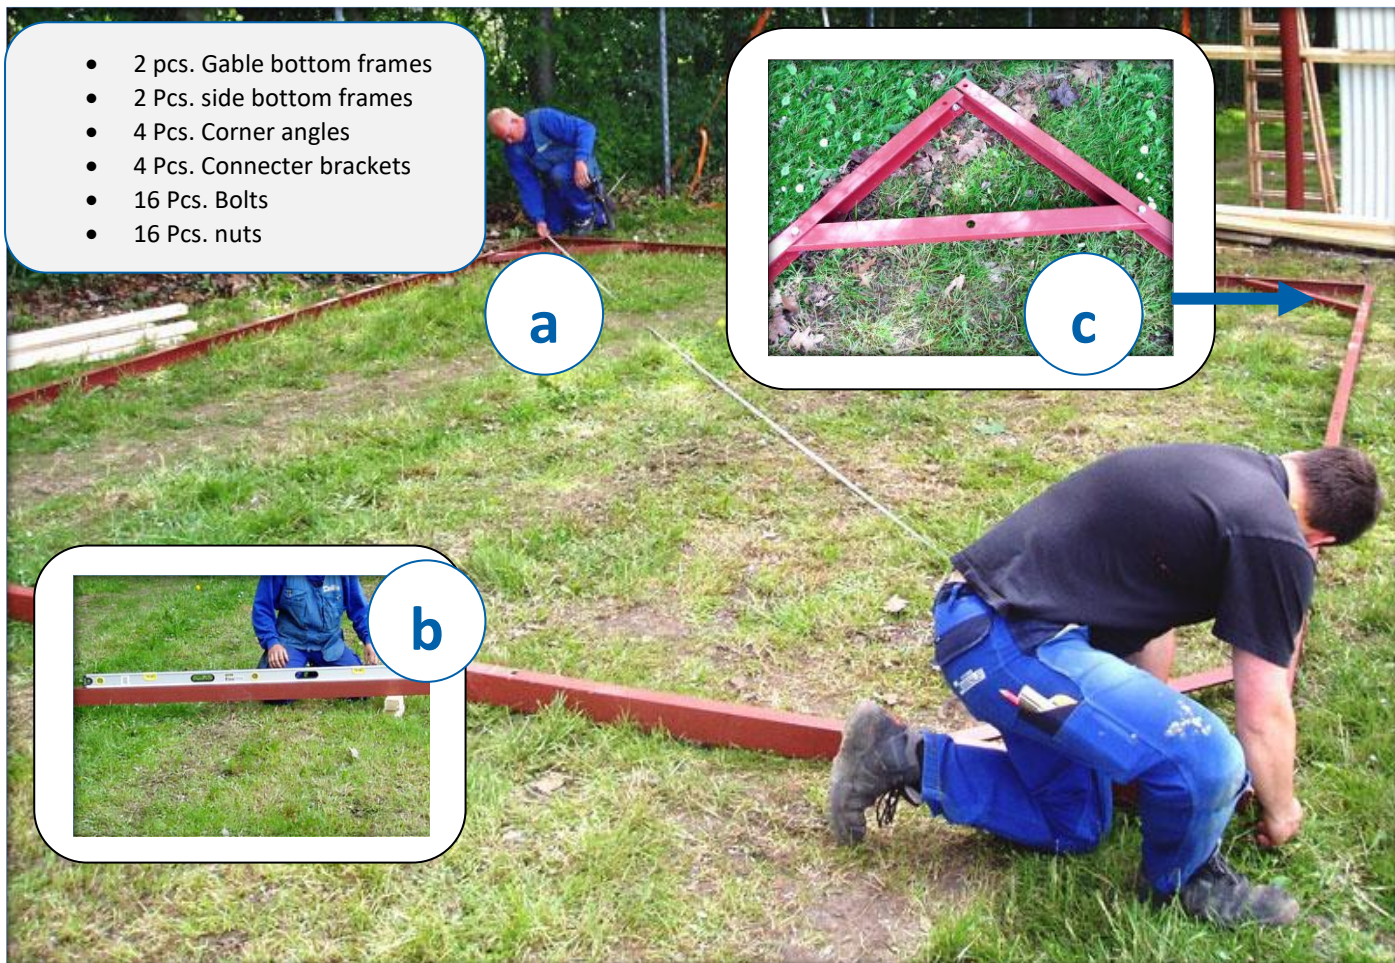 • 2 pcs. Gable bottom frames
• 2 Pcs. side bottom frames
• 4 Pcs. Corner angles
• 4 Pcs. Connecter brackets
• 16 Pcs. Bolts
• 16 Pcs. nuts
a
c
b